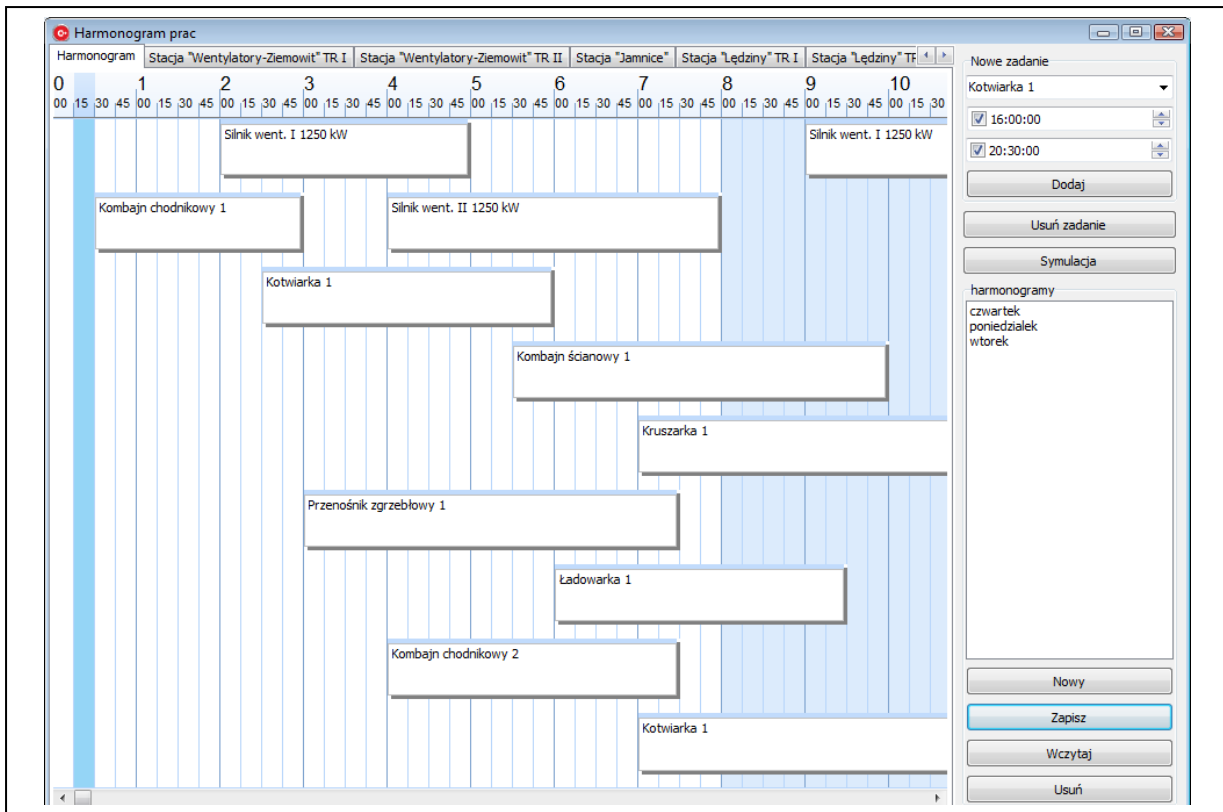 Harmonogram prac
Harmonogram Stacja "Wentylatory-Ziemowit" TR I Stacja "Wentylatory-Ziemowit" TR II Stacja "Jamnice" Stacja "Lędziny" TR I Stacja "Lędziny" TF
0 1 2 3 4 5 6 7 8 9 10
00 15 30 45 00 15 30 45 00 15 30 45 00 15 30 45 00 15 30 45 00 15 30 45 00 15 30 45 00 15 30 45 00 15 30 45 00 15 30 45 00 15 30
Silnik went. I 1250 kW Silnik went. I 1250 kW
Kombajn chodnikowy 1 Silnik went. II 1250 kW
Kotwiarka 1
Kombajn ścianowy 1
Kruszarka 1
Przenośnik zgrzebłowy 1
Ładowarka 1
Kombajn chodnikowy 2
Kotwiarka 1
Nowe zadanie
Kotwiarka 1
16:00:00
20:30:00
Dodaj
Usuń zadanie
Symulacja
harmonogramy
czwartek
poniedzialek
wtorek
Nowy
Zapisz
Wczytaj
Usuń